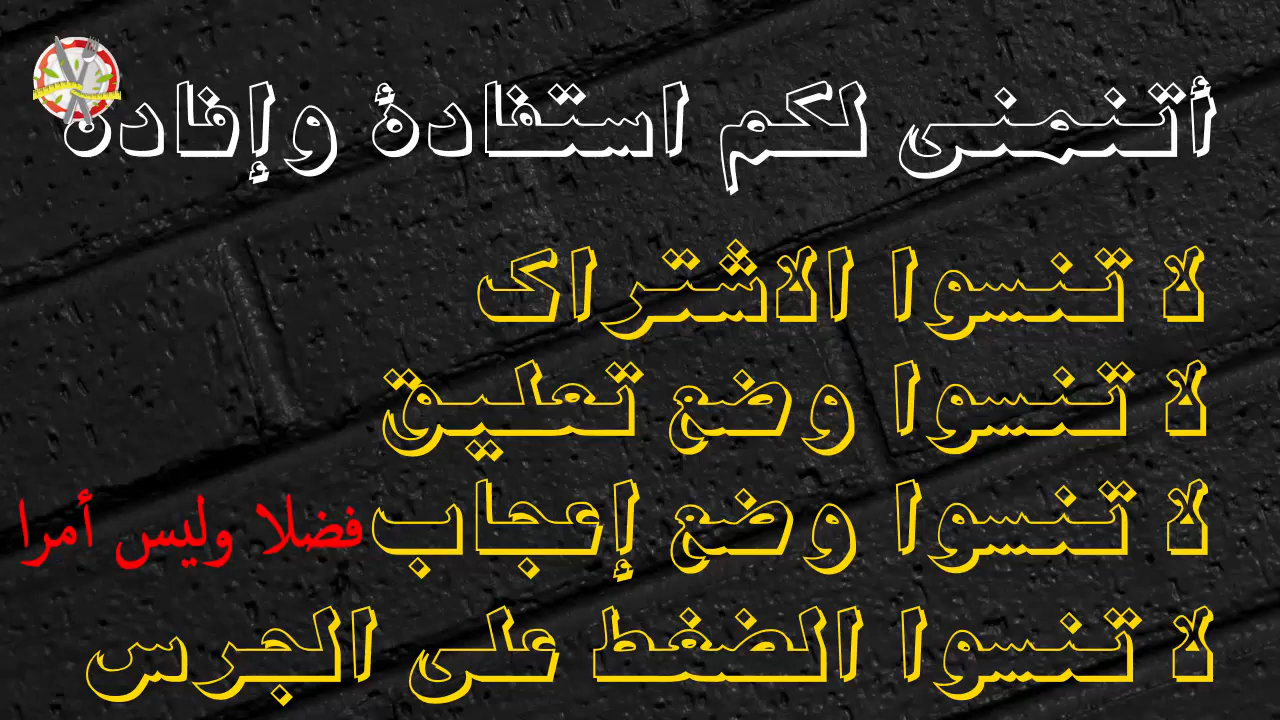 أتنمنى لكم استفادة وإفادة
لا تنسوا الاشتراك
لا تنسوا وضع تعليق
لا تنسوا وضع إعجاب فضلا وليس أمرا
لا تنسوا الضغط على الجرس